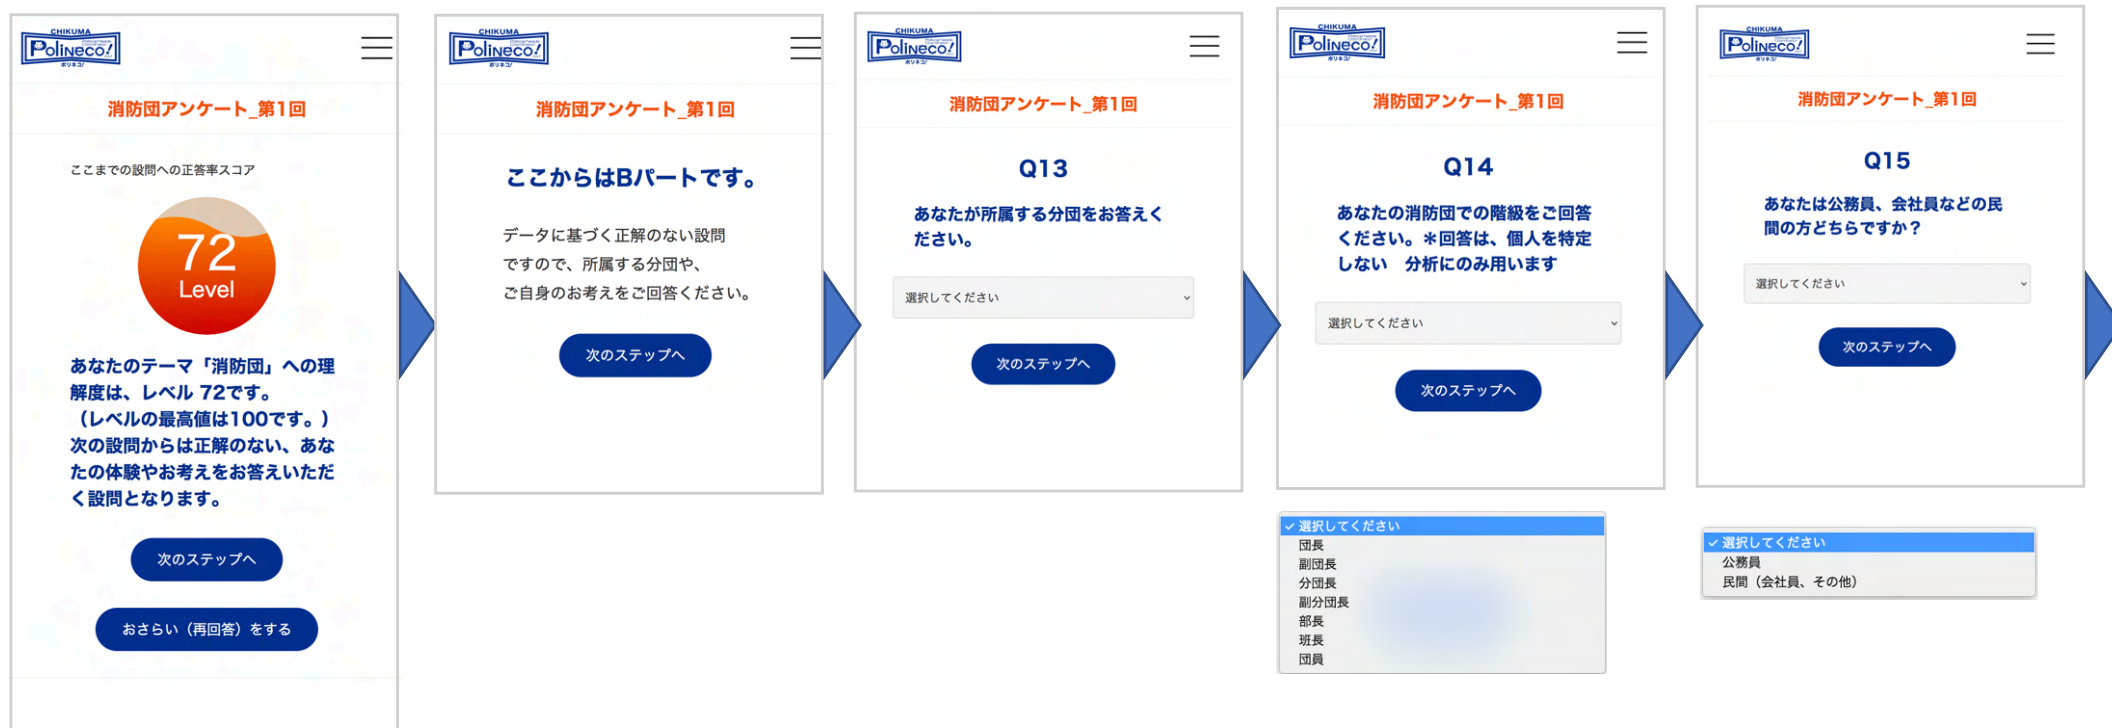 CHIKUMA
Polineco!
ポリネコ!
消防団アンケート_第1回
ここまでの設問への正答率スコア
72
Level
あなたのテーマ「消防団」への理
解度は、レベル 72です。
（レベルの最高値は100です。）
次の設問からは正解のない、あな
たの体験やお考えをお答えいただ
く設問となります。
次のステップへ
おさらい（再回答）をする
CHIKUMA
Polineco!
ポリネコ!
消防団アンケート_第1回
ここからはBパートです。
データに基づく正解のない設問
ですので、所属する分団や、
ご自身のお考えをご回答ください。
次のステップへ
CHIKUMA
Polineco!
ポリネコ!
消防団アンケート_第1回
Q13
あなたが所属する分団をお答えく
ださい。
選択してください
次のステップへ
CHIKUMA
Polineco!
ポリネコ!
消防団アンケート_第1回
Q14
あなたの消防団での階級をご回答
ください。＊回答は、個人を特定
しない　分析にのみ用います
選択してください
次のステップへ
✓ 選択してください
団長
副団長
分団長
副分団長
部長
班長
団員
CHIKUMA
Polineco!
ポリネコ!
消防団アンケート_第1回
Q15
あなたは公務員、会社員などの民
間の方どちらですか？
選択してください
次のステップへ
✓ 選択してください
公務員
民間（会社員、その他）